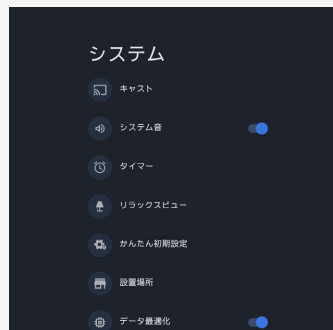 システム
キャスト
システム音
タイマー
リラックスビュー
かんたん初期設定
設置場所
データ最適化